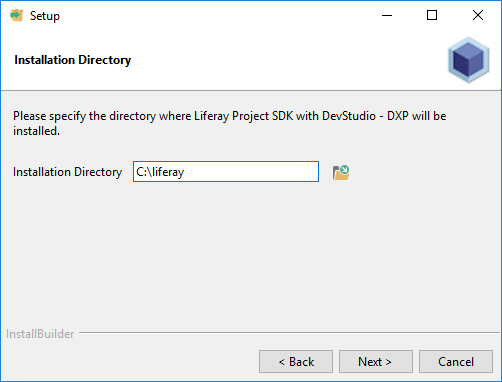 Setup
Installation Directory
Please specify the directory where Liferay Project SDK with DevStudio - DXP will be
installed.
Installation Directory C:\liferay
InstallBuilder
< Back Next > Cancel